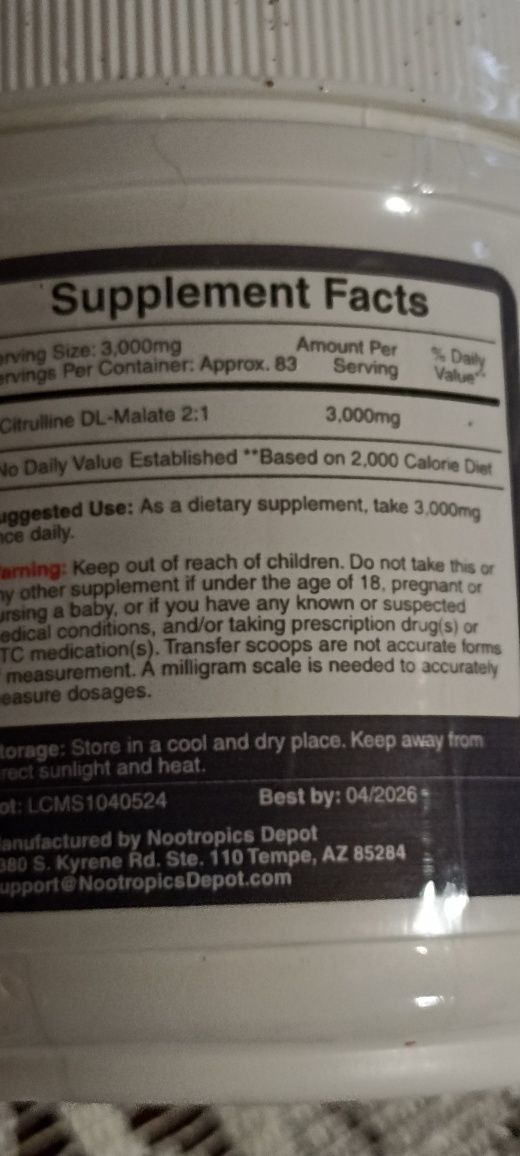 Supplement Facts
erving Size: 3,000mg
ervings Per Container: Approx. 83
Amount Per
Serving
% Daily
Value**
Citrulline DL-Malate 2:1 3,000mg *
No Daily Value Established **Based on 2,000 Calorie Diet
uggested Use: As a dietary supplement, take 3,000mg
nce daily.
arning: Keep out of reach of children. Do not take this or
ny other supplement if under the age of 18, pregnant or
ursing a baby, or if you have any known or suspected
edical conditions, and/or taking prescription drug(s) or
TC medication(s). Transfer scoops are not accurate forms
f measurement. A milligram scale is needed to accurately
easure dosages.
torage: Store in a cool and dry place. Keep away from
rect sunlight and heat.
ot: LCMS1040524 Best by: 04/2026
anufactured by Nootropics Depot
380 S. Kyrene Rd. Ste. 110 Tempe, AZ 85284
upport@NootropicsDepot.com